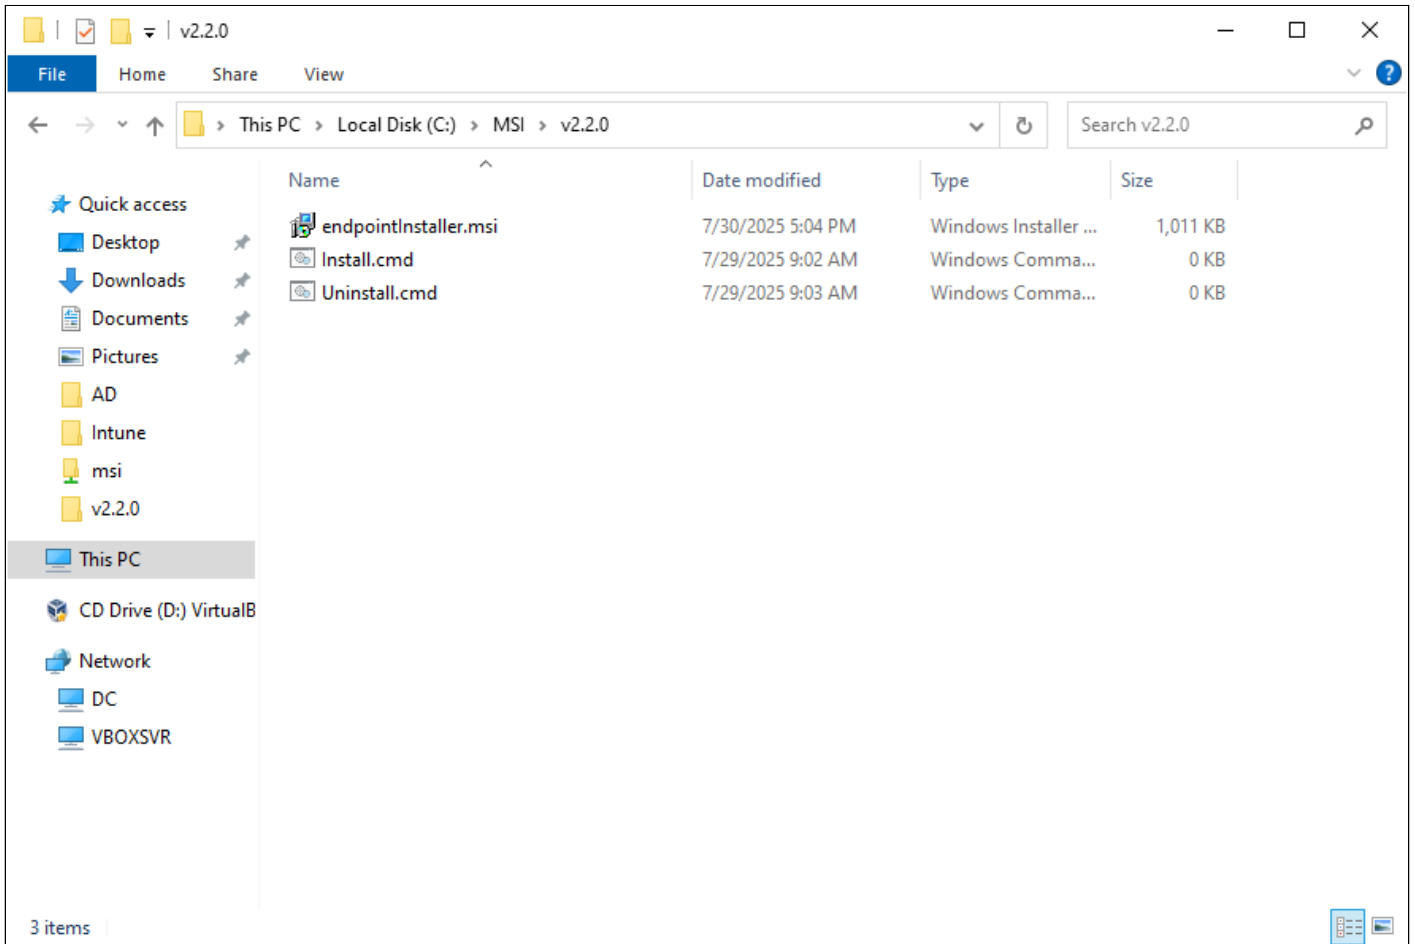 v2.2.0
File Home Share View
This PC > Local Disk (C:) > MSI > v2.2.0
Search v2.2.0
Name Date modified Type Size
Quick access
Desktop
Downloads
Documents
Pictures
AD
Intune
msi
v2.2.0
This PC
CD Drive (D:) VirtualB
Network
DC
VBOXSVR
endpointInstaller.msi 7/30/2025 5:04 PM Windows Installer ... 1,011 KB
Install.cmd 7/29/2025 9:02 AM Windows Comma... 0 KB
Uninstall.cmd 7/29/2025 9:03 AM Windows Comma... 0 KB
3 items